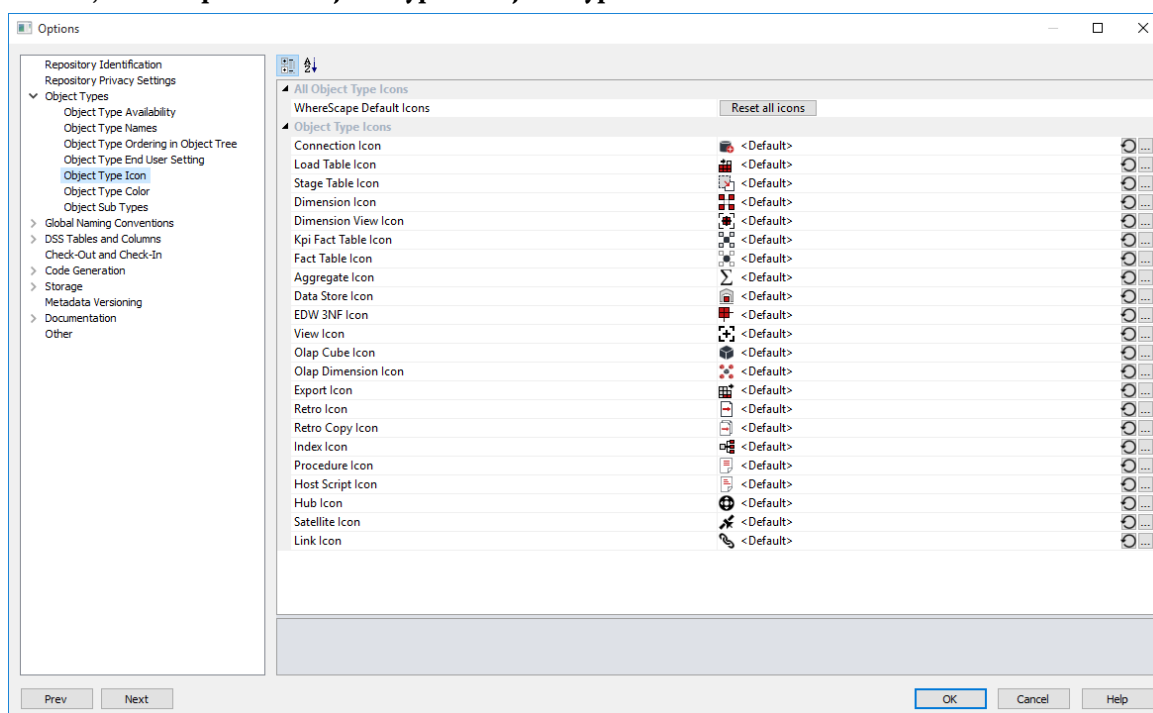 Options
Repository Identification
Repository Privacy Settings
Object Types
Object Type Availability
Object Type Names
Object Type Ordering in Object Tree
Object Type End User Setting
Object Type Icon
Object Type Color
Object Sub Types
Global Naming Conventions
DSS Tables and Columns
Check-Out and Check-In
Code Generation
Storage
Metadata Versioning
Documentation
Other
All Object Type Icons
WhereScape Default Icons Reset all icons
Object Type Icons
Connection Icon <Default> ...
Load Table Icon <Default> ...
Stage Table Icon <Default> ...
Dimension Icon <Default> ...
Dimension View Icon <Default> ...
Kpi Fact Table Icon <Default> ...
Fact Table Icon <Default> ...
Aggregate Icon <Default> ...
Data Store Icon <Default> ...
EDW 3NF Icon <Default> ...
View Icon <Default> ...
Olap Cube Icon <Default> ...
Olap Dimension Icon <Default> ...
Export Icon <Default> ...
Retro Icon <Default> ...
Retro Copy Icon <Default> ...
Index Icon <Default> ...
Procedure Icon <Default> ...
Host Script Icon <Default> ...
Hub Icon <Default> ...
Satellite Icon <Default> ...
Link Icon <Default> ...
Prev Next OK Cancel Help